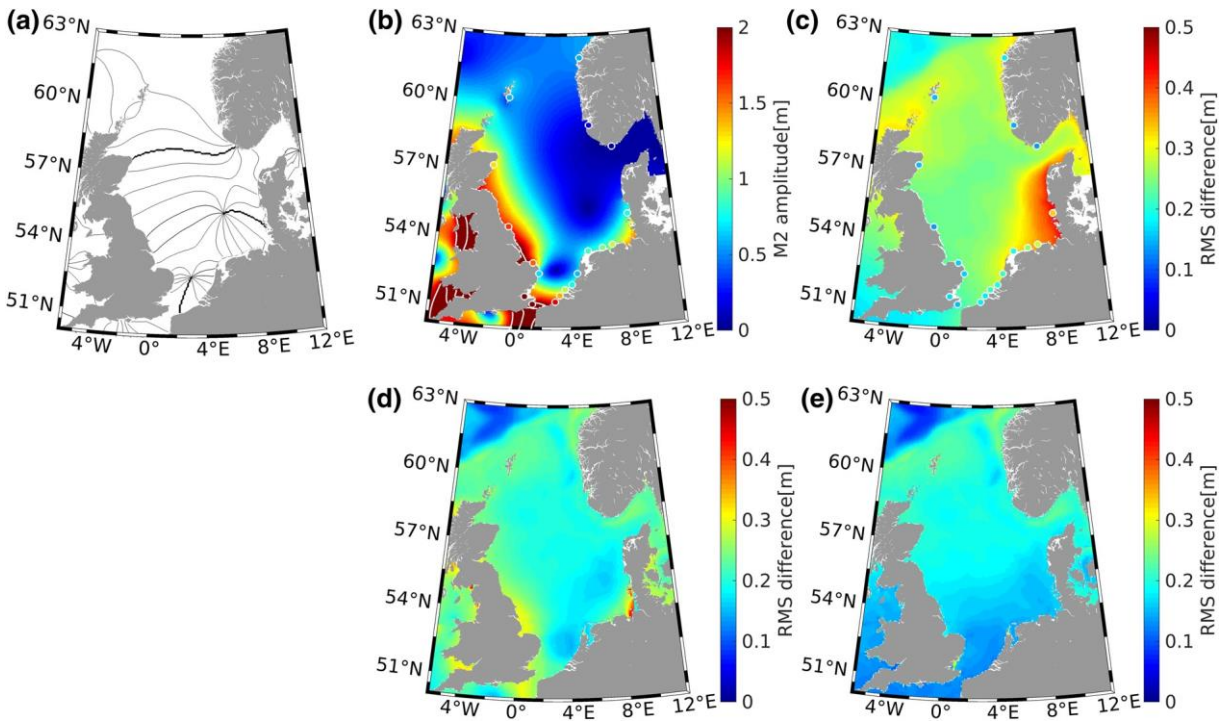 (a)
63°N
60°N
57°N
54°N
51°N
4°W 0° 4°E 8°E 12°E
(b)
63°N
60°N
57°N
54°N
51°N
4°W 0° 4°E 8°E 12°E
2
1.5
1
0.5
0
M2 amplitude[m]
(c)
63°N
60°N
57°N
54°N
51°N
4°W 0° 4°E 8°E 12°E
0.5
0.4
0.3
0.2
0.1
0
RMS difference[m]
(d)
63°N
60°N
57°N
54°N
51°N
4°W 0° 4°E 8°E 12°E
0.5
0.4
0.3
0.2
0.1
0
RMS difference[m]
(e)
63°N
60°N
57°N
54°N
51°N
4°W 0° 4°E 8°E 12°E
0.5
0.4
0.3
0.2
0.1
0
RMS difference[m]